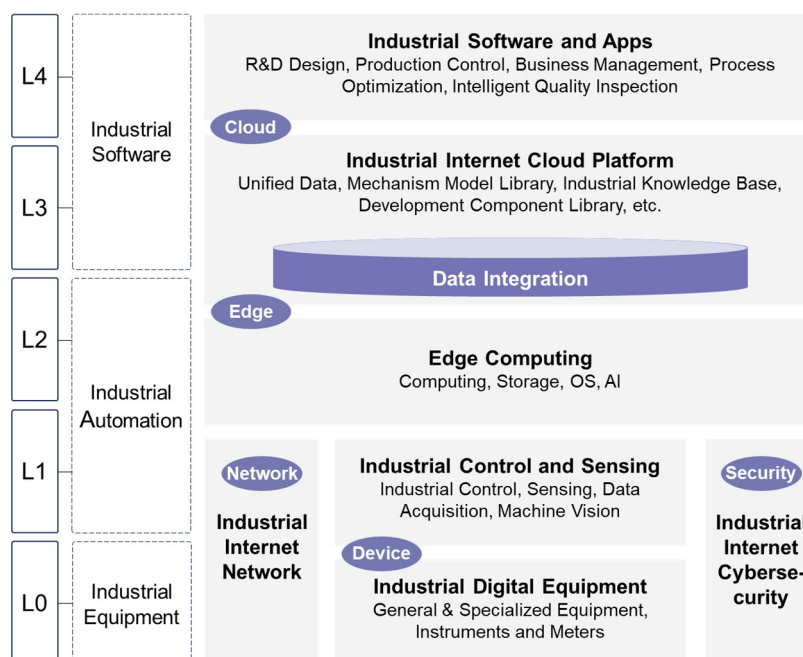 L4
L3
L2
L1
L0
Industrial
Software
Industrial
Automation
Industrial
Equipment
Industrial Software and Apps
R&D Design, Production Control, Business Management, Process
Optimization, Intelligent Quality Inspection
Cloud
Industrial Internet Cloud Platform
Unified Data, Mechanism Model Library, Industrial Knowledge Base,
Development Component Library, etc.
Data Integration
Edge
Edge Computing
Computing, Storage, OS, AI
Network
Industrial
Internet
Network
Industrial Control and Sensing
Industrial Control, Sensing, Data
Acquisition, Machine Vision
Device
Industrial Digital Equipment
General & Specialized Equipment,
Instruments and Meters
Security
Industrial
Internet
Cyberse-
curity